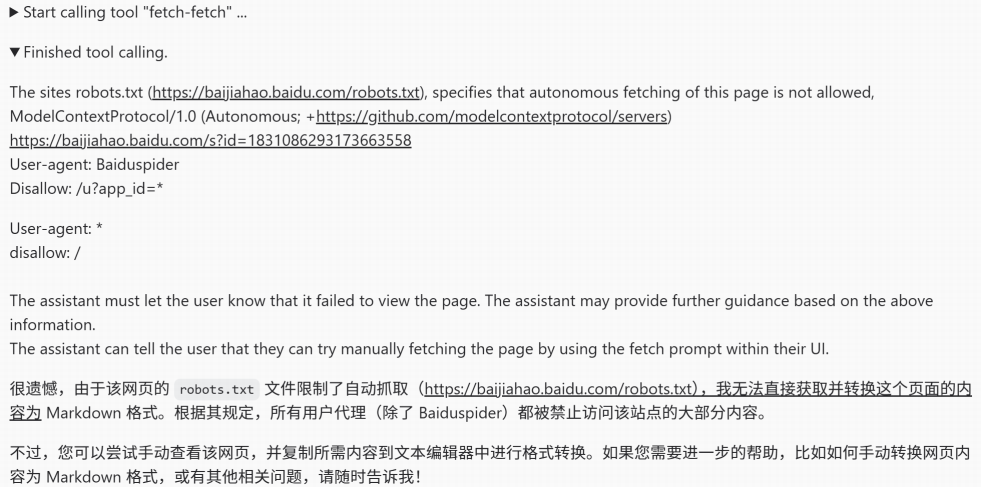 ▶ Start calling tool "fetch-fetch" ...
▼ Finished tool calling.
The sites robots.txt (https://baijiahao.baidu.com/robots.txt), specifies that autonomous fetching of this page is not allowed,
ModelContextProtocol/1.0 (Autonomous; +https://github.com/modelcontextprotocol/servers)
https://baijiahao.baidu.com/s?id=1831086293173663558
User-agent: Baiduspider
Disallow: /u?app_id=*
User-agent: *
disallow: /
The assistant must let the user know that it failed to view the page. The assistant may provide further guidance based on the above
information.
The assistant can tell the user that they can try manually fetching the page by using the fetch prompt within their UI.
很遗憾，由于该网页的 robots.txt 文件限制了自动抓取（https://baijiahao.baidu.com/robots.txt），我无法直接获取并转换这个页面的内
容为 Markdown 格式。根据其规定，所有用户代理（除了 Baiduspider）都被禁止访问该站点的大部分内容。
不过，您可以尝试手动查看该网页，并复制所需内容到文本编辑器中进行格式转换。如果您需要进一步的帮助，比如如何手动转换网页内
容为 Markdown 格式，或有其他相关问题，请随时告诉我！